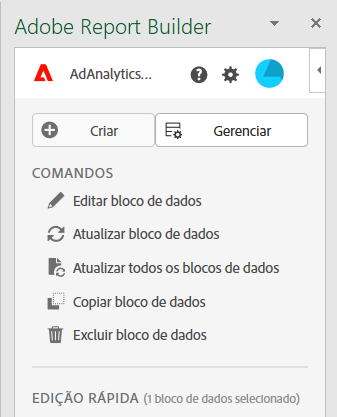 Adobe Report Builder
AdAnalytics...
Criar
Gerenciar
COMANDOS
Editar bloco de dados
Atualizar bloco de dados
Atualizar todos os blocos de dados
Copiar bloco de dados
Excluir bloco de dados
EDIÇÃO RÁPIDA (1 bloco de dados selecionado)